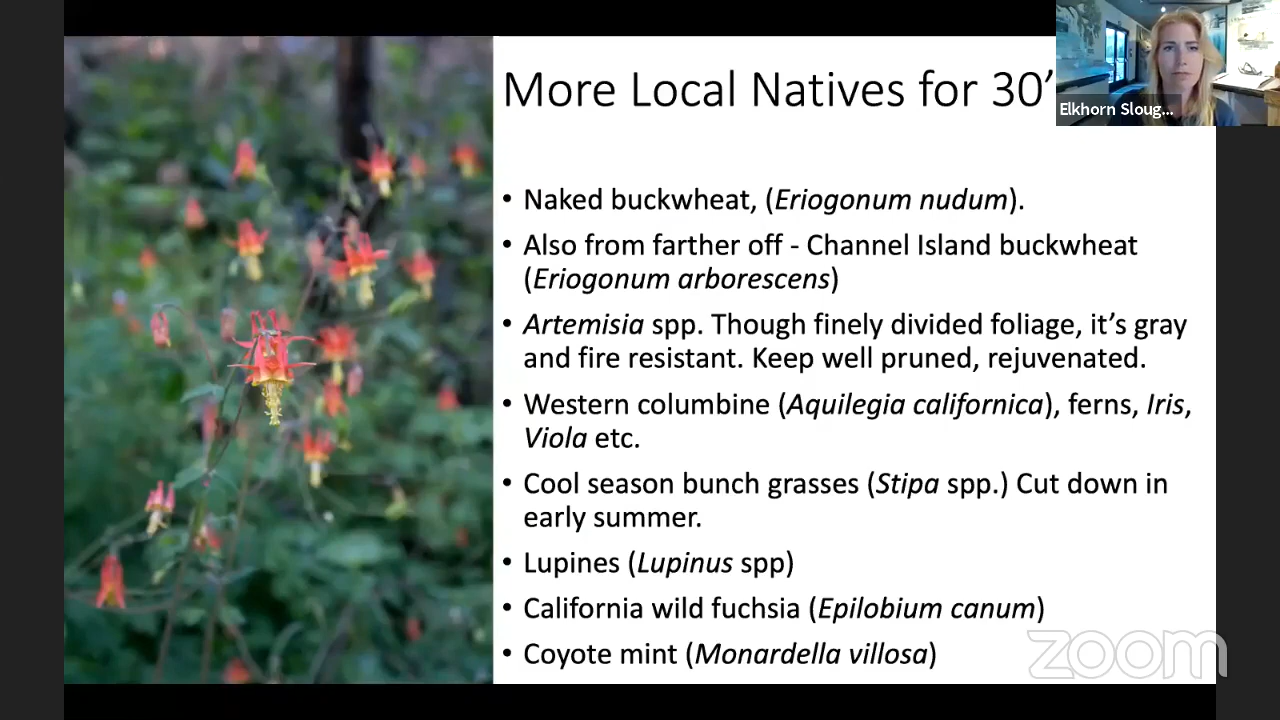 More Local Natives for 30’
Elkhorn Sloug...
• Naked buckwheat, (Eriogonum nudum).
• Also from farther off - Channel Island buckwheat
(Eriogonum arborescens)
• Artemisia spp. Though finely divided foliage, it’s gray
and fire resistant. Keep well pruned, rejuvenated.
• Western columbine (Aquilegia californica), ferns, Iris,
Viola etc.
• Cool season bunch grasses (Stipa spp.) Cut down in
early summer.
• Lupines (Lupinus spp)
• California wild fuchsia (Epilobium canum)
• Coyote mint (Monardella villosa)
zoom